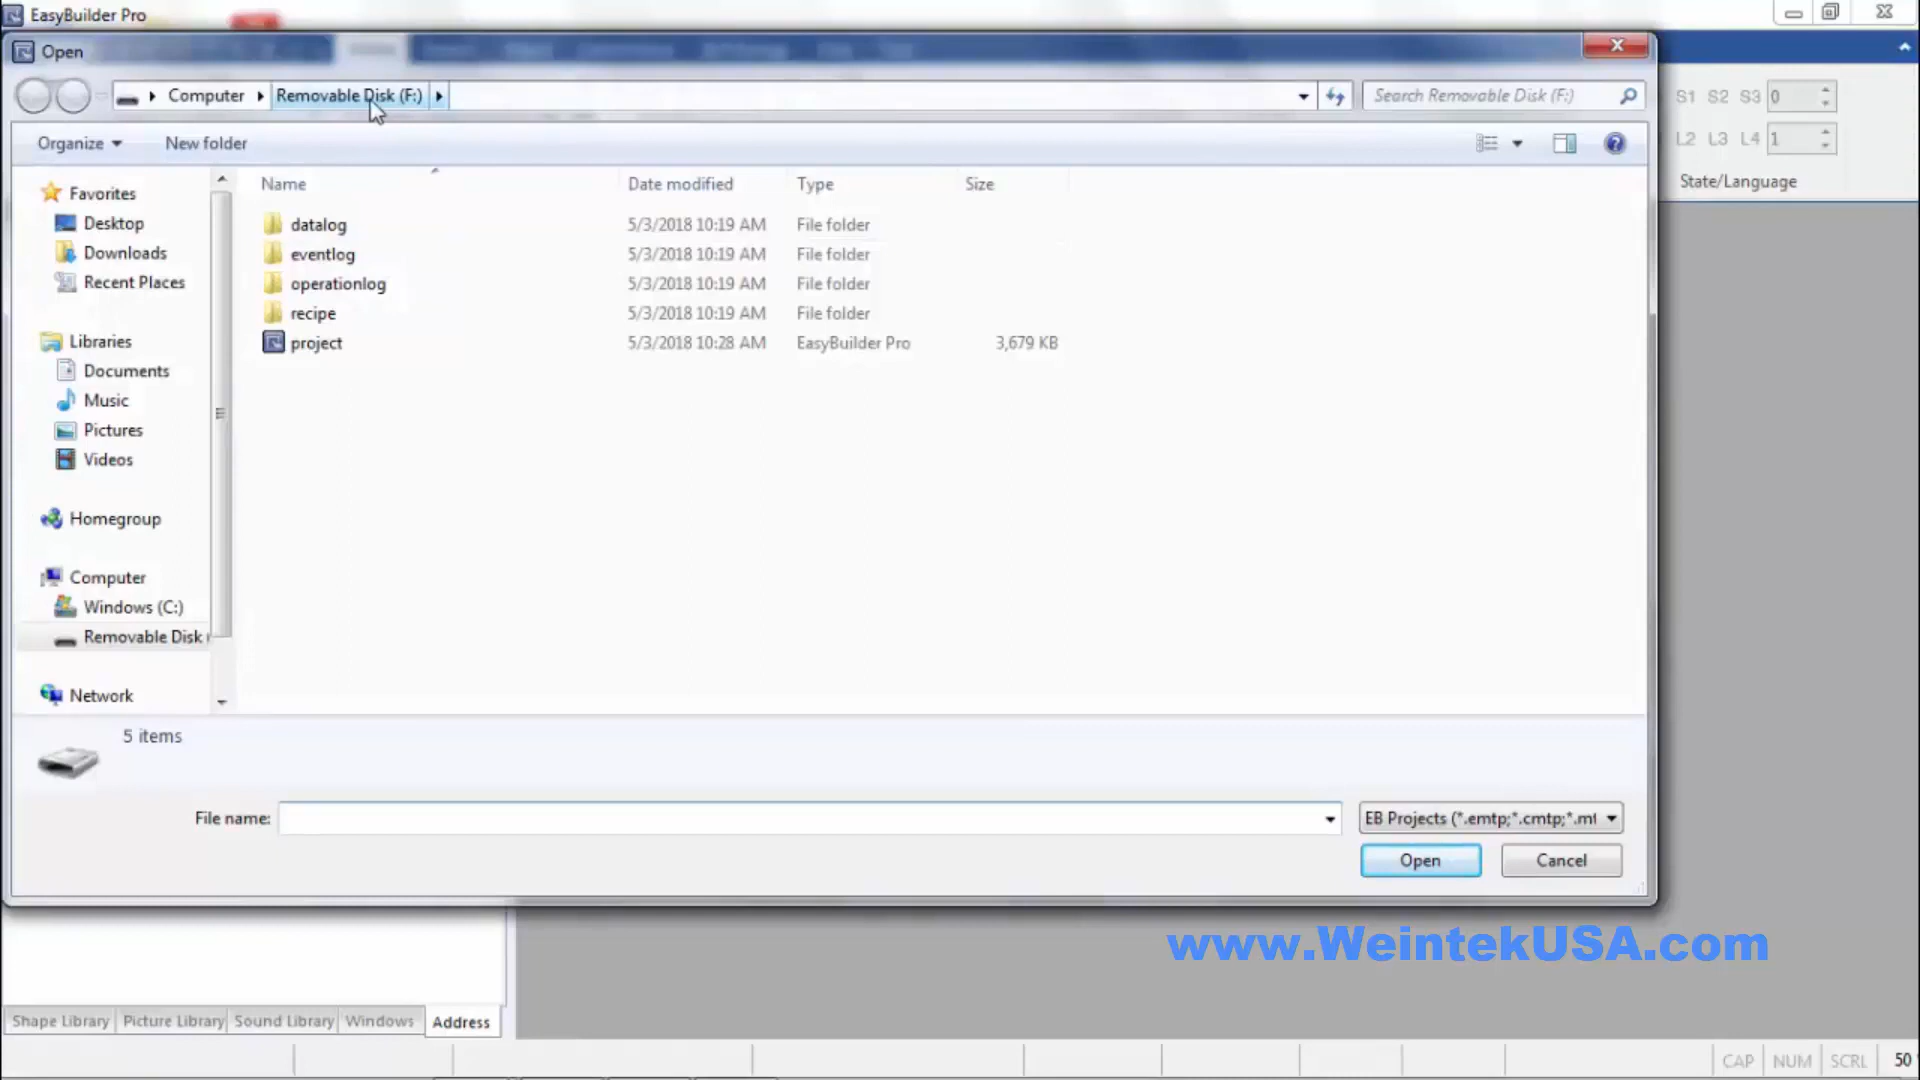 EasyBuilder Pro
Open
Computer Removable Disk (F:)
Search Removable Disk (F:)
S1 S2 S3 0
L2 L3 L4 1
State/Language
Organize New folder
Name Date modified Type Size
Favorites
Desktop
Downloads
Recent Places
Libraries
Documents
Music
Pictures
Videos
Homegroup
Computer
Windows (C:)
Removable Disk (
Network
datalog 5/3/2018 10:19 AM File folder
eventlog 5/3/2018 10:19 AM File folder
operationlog 5/3/2018 10:19 AM File folder
recipe 5/3/2018 10:19 AM File folder
project 5/3/2018 10:28 AM EasyBuilder Pro 3,679 KB
5 items
File name:
EB Projects (*.emtp;*.cmtp;*.mt
Open Cancel
www.WeintekUSA.com
Shape Library Picture Library Sound Library Windows Address
CAP NUM SCRL 50